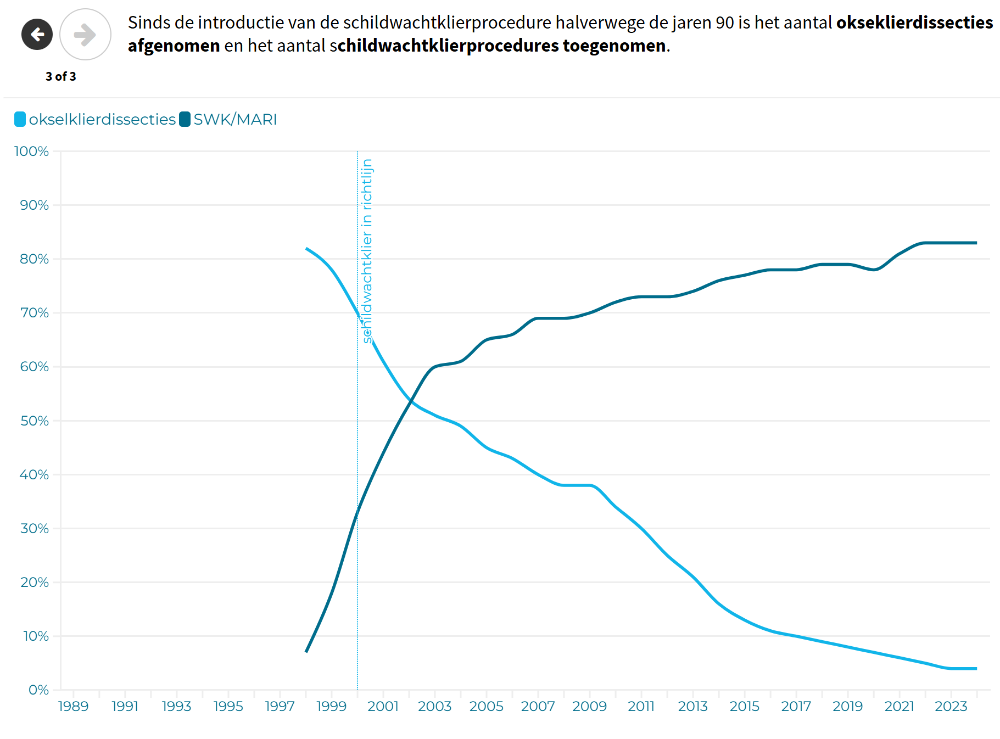 Sinds de introductie van de schildwachtklierprocedure halverwege de jaren 90 is het aantal okseklierdissecties
afgenomen en het aantal schildwachtklierprocedures toegenomen.
3 of 3
okselklierdissecties SWK/MARI
100%
90%
80%
70%
60%
50%
40%
30%
20%
10%
0%
schildwachtklier in richtlijn
1989 1991 1993 1995 1997 1999 2001 2003 2005 2007 2009 2011 2013 2015 2017 2019 2021 2023